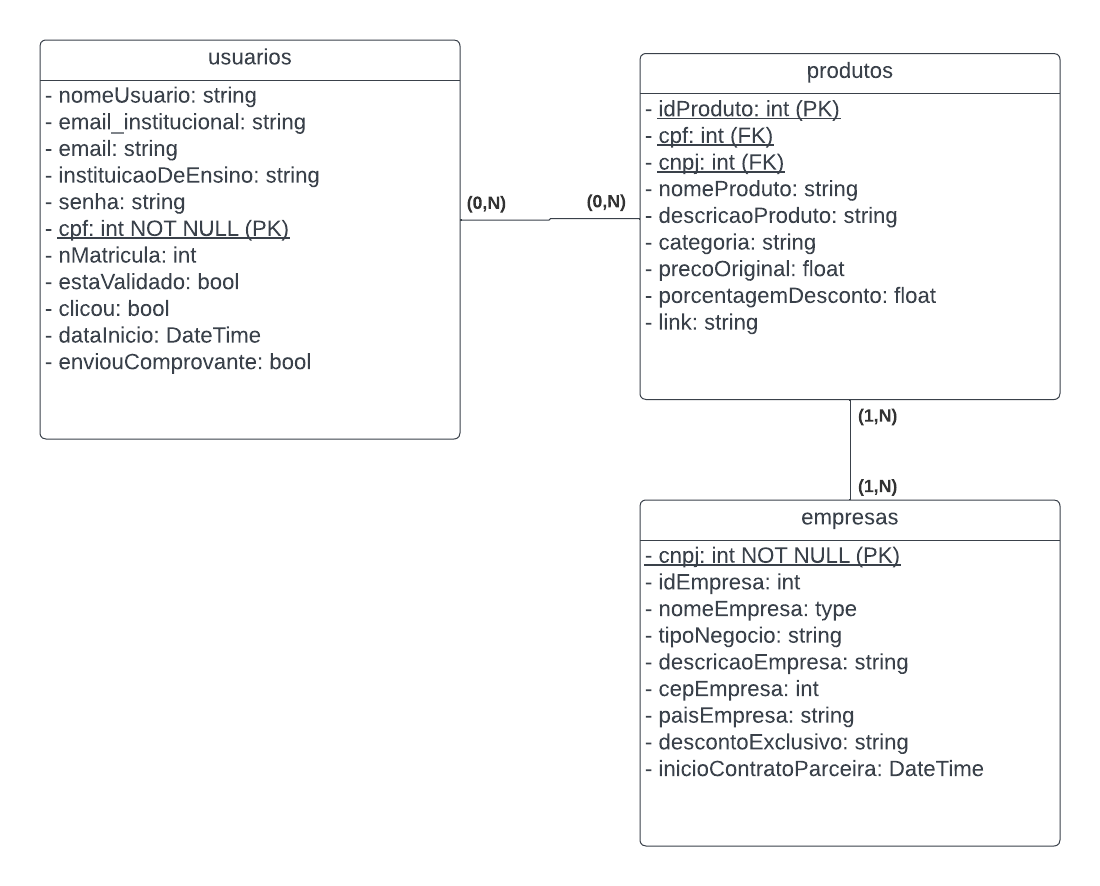 usuarios
- nomeUsuario: string
- email_institucional: string
- email: string
- instituicaoDeEnsino: string
- senha: string
- cpf: int NOT NULL (PK)
- nMatricula: int
- estaValidado: bool
- clicou: bool
- dataInicio: DateTime
- enviouComprovante: bool
(0,N)
(0,N)
produtos
- idProduto: int (PK)
- cpf: int (FK)
- cnpj: int (FK)
- nomeProduto: string
- descricaoProduto: string
- categoria: string
- precoOriginal: float
- porcentagemDesconto: float
- link: string
(1,N)
(1,N)
empresas
- cnpj: int NOT NULL (PK)
- idEmpresa: int
- nomeEmpresa: type
- tipoNegocio: string
- descricaoEmpresa: string
- cepEmpresa: int
- paisEmpresa: string
- descontoExclusivo: string
- inicioContratoParceira: DateTime